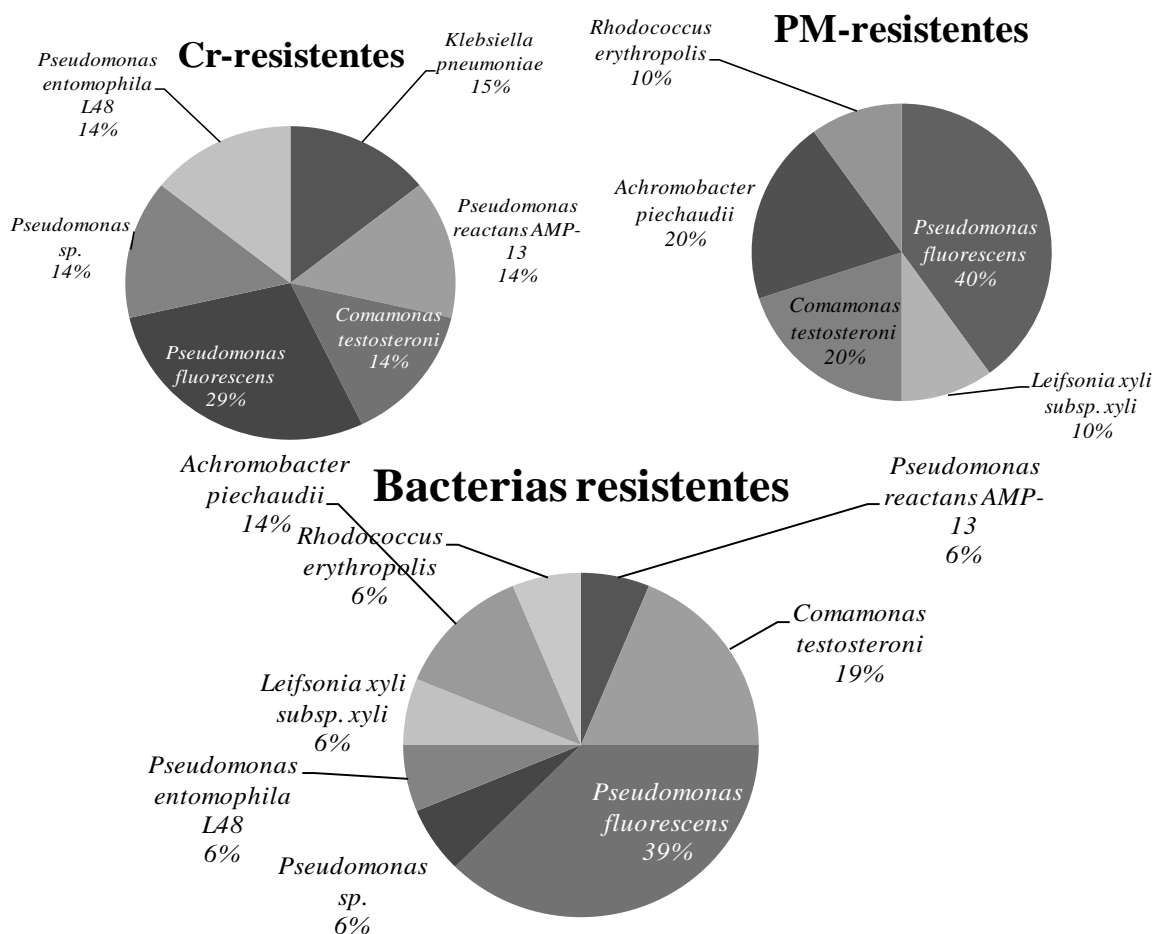 Cr-resistentes
Klebsiella
pneumoniae
15%
Pseudomonas
reactans AMP-
13
14%
Comamonas
testosteroni
14%
Pseudomonas
fluorescens
29%
Pseudomonas
sp.
14%
Pseudomonas
entomophila
L48
14%
PM-resistentes
Rhodococcus
erythropolis
10%
Pseudomonas
fluorescens
40%
Leifsonia xyli
subsp. xyli
10%
Comamonas
testosteroni
20%
Achromobacter
piechaudii
20%
Bacterias resistentes
Pseudomonas
reactans AMP-
13
6%
Comamonas
testosteroni
19%
Pseudomonas
fluorescens
39%
Pseudomonas
sp.
6%
Pseudomonas
entomophila
L48
6%
Leifsonia xyli
subsp. xyli
6%
Achromobacter
piechaudii
14%
Rhodococcus
erythropolis
6%